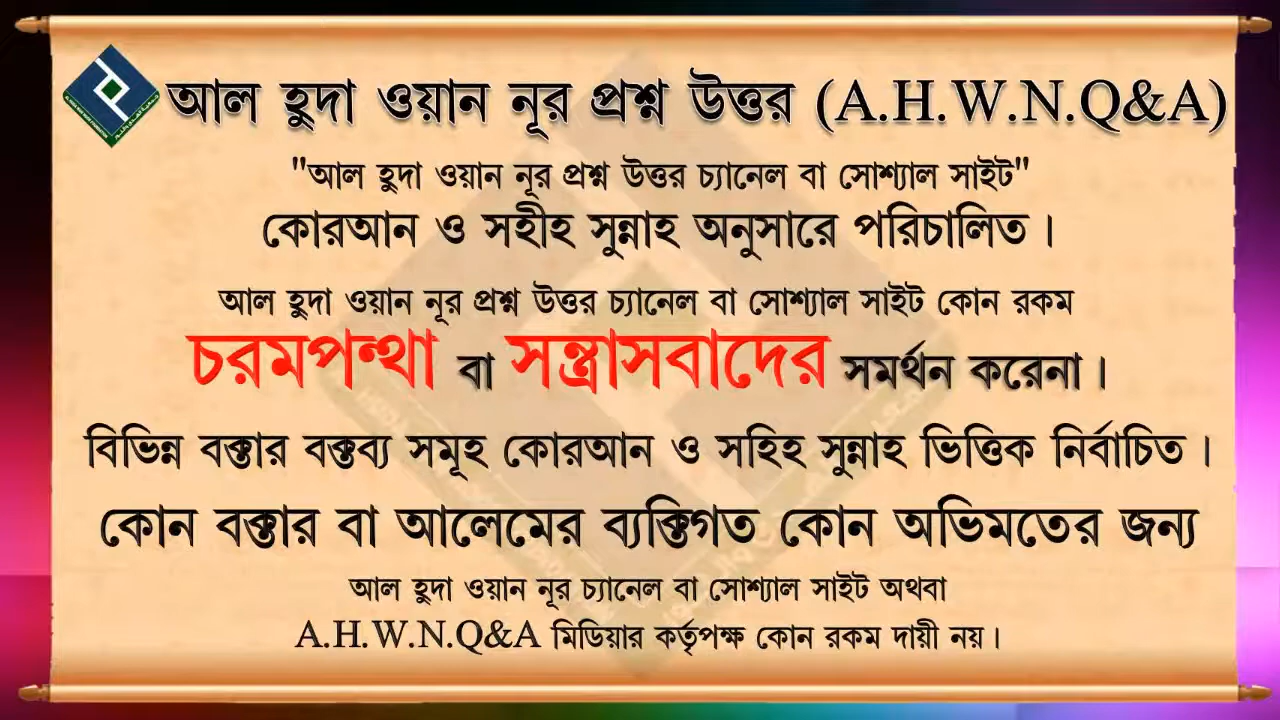 আল হুদা ওয়ান নূর প্রশ্ন উত্তর (A.H.W.N.Q&A)
"আল হুদা ওয়ান নূর প্রশ্ন উত্তর চ্যানেল বা সোশ্যাল সাইট"
কোরআন ও সহীহ সুন্নাহ অনুসারে পরিচালিত।
আল হুদা ওয়ান নূর প্রশ্ন উত্তর চ্যানেল বা সোশ্যাল সাইট কোন রকম
চরমপন্থা বা সন্ত্রাসবাদের সমর্থন করেনা।
বিভিন্ন বক্তার বক্তব্য সমূহ কোরআন ও সহিহ সুন্নাহ ভিত্তিক নির্বাচিত।
কোন বক্তার বা আলেমের ব্যক্তিগত কোন অভিমতের জন্য
আল হুদা ওয়ান নূর চ্যানেল বা সোশ্যাল সাইট অথবা
A.H.W.N.Q&A মিডিয়ার কর্তৃপক্ষ কোন রকম দায়ী নয়।